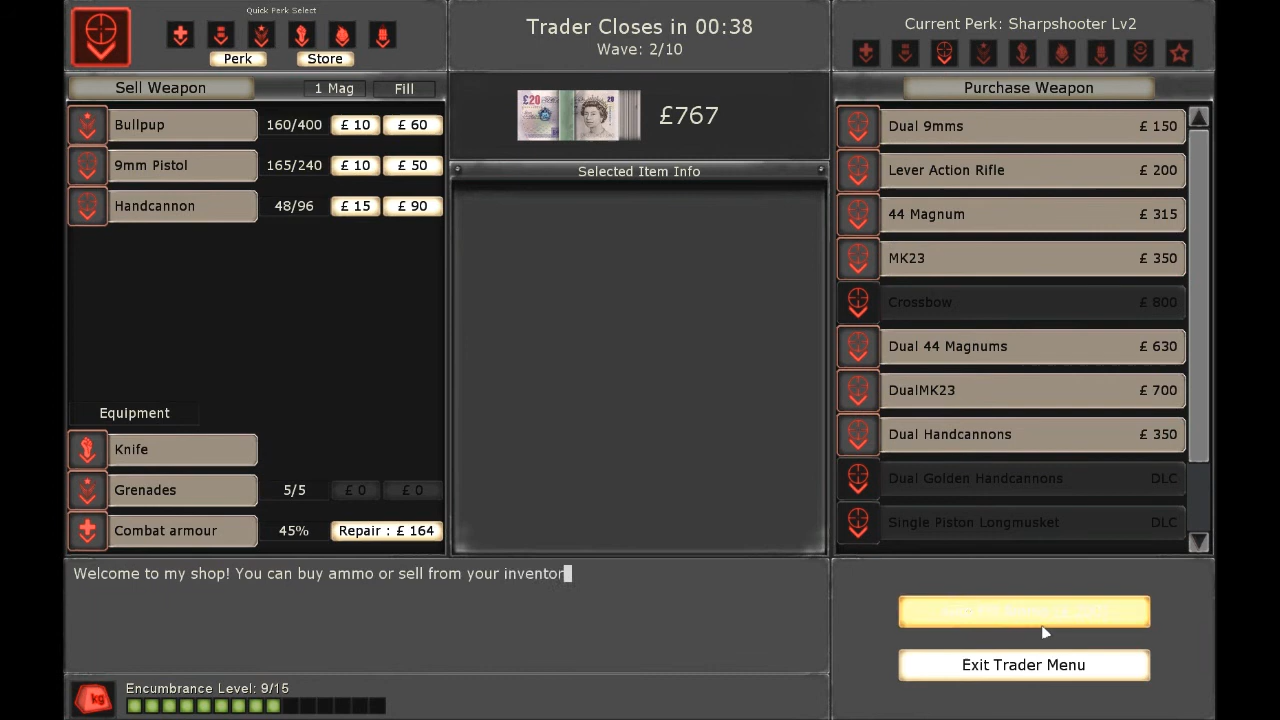 Quick Perk Select
Perk
Store
Trader Closes in 00:38
Wave: 2/10
Current Perk: Sharpshooter Lv2
Sell Weapon
1 Mag
Fill
£20
20
£767
Purchase Weapon
Bullpup 160/400 £ 10 £ 60
9mm Pistol 165/240 £ 10 £ 50
Handcannon 48/96 £ 15 £ 90
Selected Item Info
Dual 9mms £ 150
Lever Action Rifle £ 200
44 Magnum £ 315
MK23 £ 350
Crossbow £ 800
Dual 44 Magnums £ 630
DualMK23 £ 700
Dual Handcannons £ 350
Dual Golden Handcannons DLC
Single Piston Longmusket DLC
Equipment
Knife
Grenades 5/5 £ 0 £ 0
Combat armour 45% Repair : £ 164
Welcome to my shop! You can buy ammo or sell from your inventor
Exit Trader Menu
kg
Encumbrance Level: 9/15